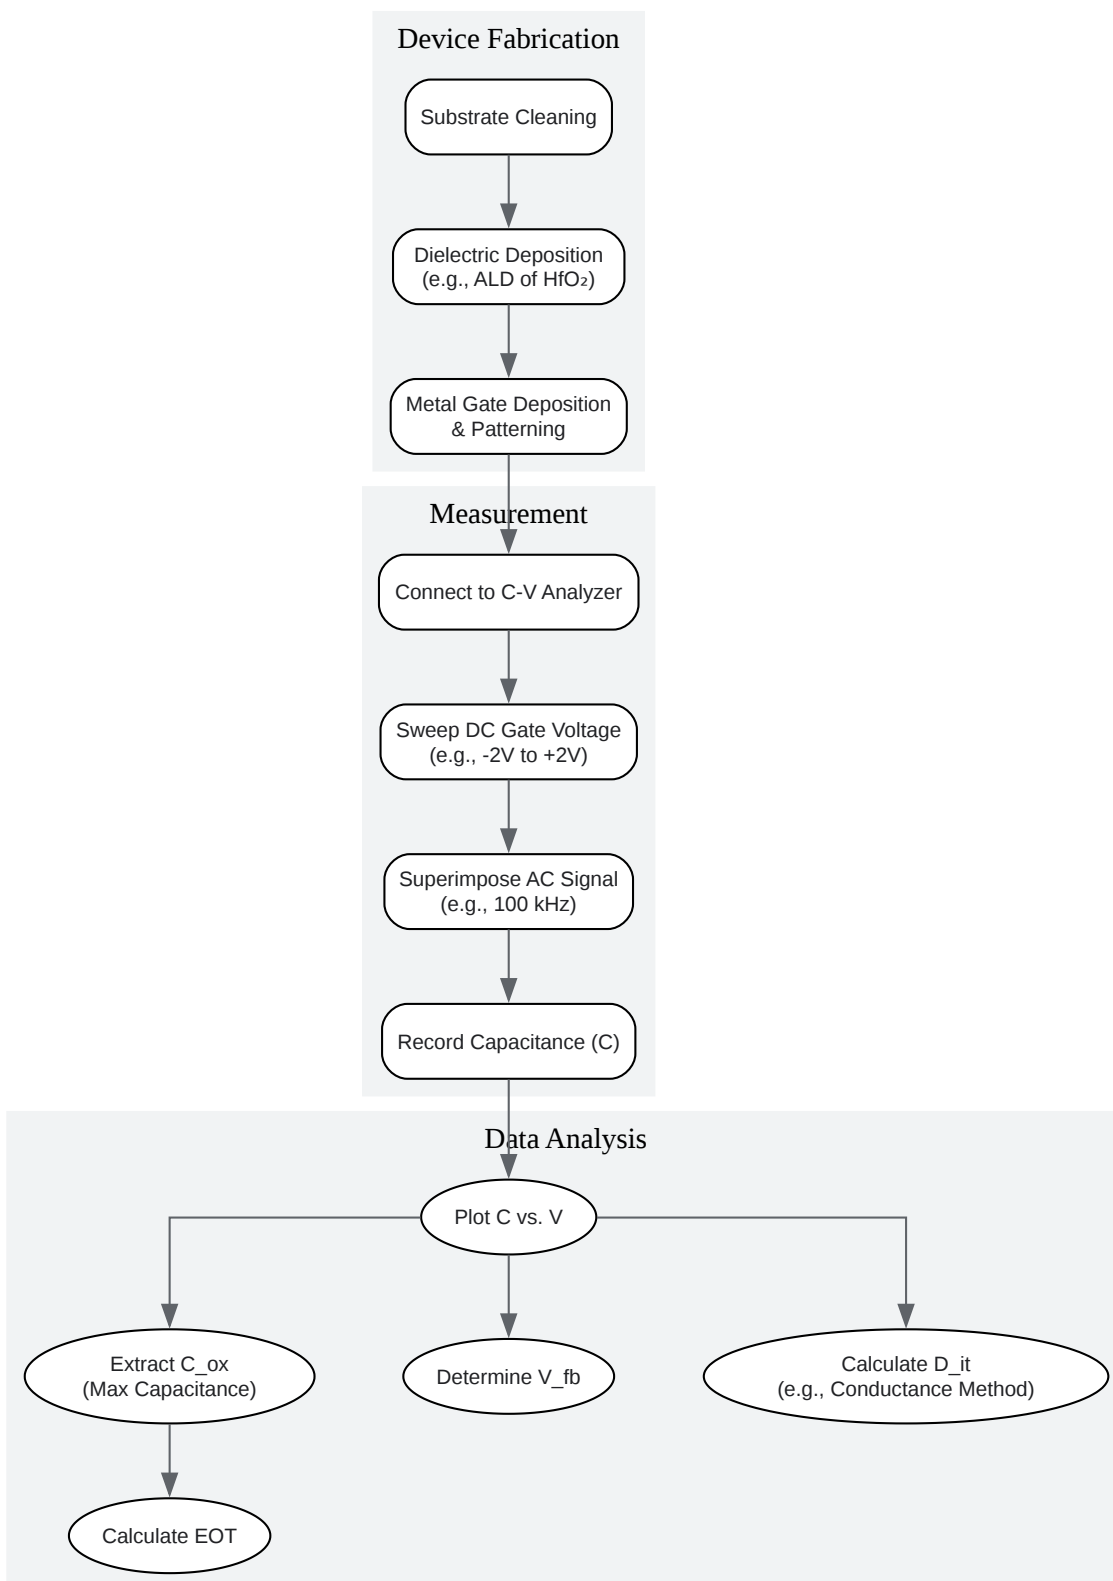 Device Fabrication
Substrate Cleaning
Dielectric Deposition
(e.g., ALD of HfO₂)
Metal Gate Deposition
& Patterning
Measurement
Connect to C-V Analyzer
Sweep DC Gate Voltage
(e.g., -2V to +2V)
Superimpose AC Signal
(e.g., 100 kHz)
Record Capacitance (C)
Data Analysis
Plot C vs. V
Extract C_ox
(Max Capacitance)
Determine V_fb
Calculate D_it
(e.g., Conductance Method)
Calculate EOT